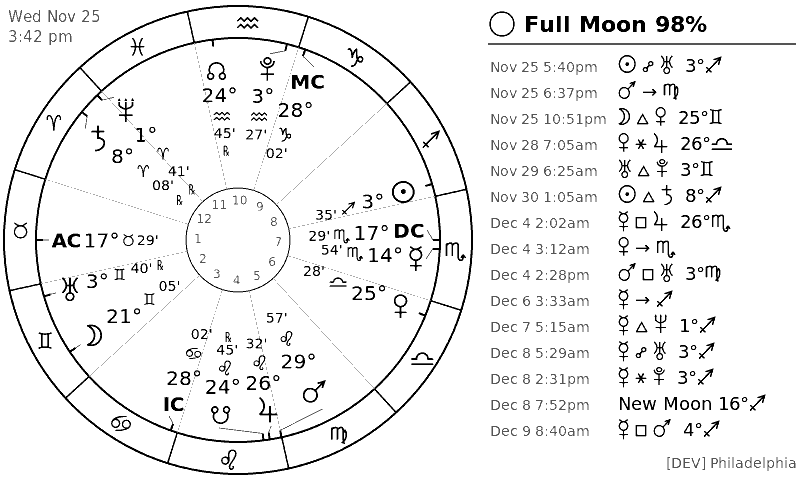 Wed Nov 25
3:42 pm
♒
♓
♑
♈
♐
♉
♏
♊
♎
♋
♍
♌
☊
24°
♒
45'
℞
♇
3°
♒
27'
MC
28°
♑
02'
♆
1°
♈
41'
℞
♄
8°
♈
08'
℞
35' ♐ 3° ☉
AC 17° ♉ 29'
29' ♏ 17° DC
54' ♏ 14° ☿
♅ 3° ♊ 40' ℞
28' ♎ 25° ♀
☽ 21° ♊ 05'
02'
♋
28°
IC
℞
45'
♌
24°
☋
32'
♌
26°
♃
57'
♌
29°
♂
11 10 9
12 8
1 7
2 6
3 4 5
Full Moon 98%
Nov 25 5:40pm ☉ ☍ ♅ 3°♐
Nov 25 6:37pm ♂ → ♍
Nov 25 10:51pm ☽ △ ♀ 25°♊
Nov 28 7:05am ♀ ⚹ ♃ 26°♎
Nov 29 6:25am ♅ △ ♇ 3°♊
Nov 30 1:05am ☉ △ ♄ 8°♐
Dec 4 2:02am ☿ □ ♃ 26°♏
Dec 4 3:12am ♀ → ♏
Dec 4 2:28pm ♂ □ ♅ 3°♍
Dec 6 3:33am ☿ → ♐
Dec 7 5:15am ☿ △ ♆ 1°♐
Dec 8 5:29am ☿ ☍ ♅ 3°♐
Dec 8 2:31pm ☿ ⚹ ♇ 3°♐
Dec 8 7:52pm New Moon 16°♐
Dec 9 8:40am ☿ □ ♂ 4°♐
[DEV] Philadelphia